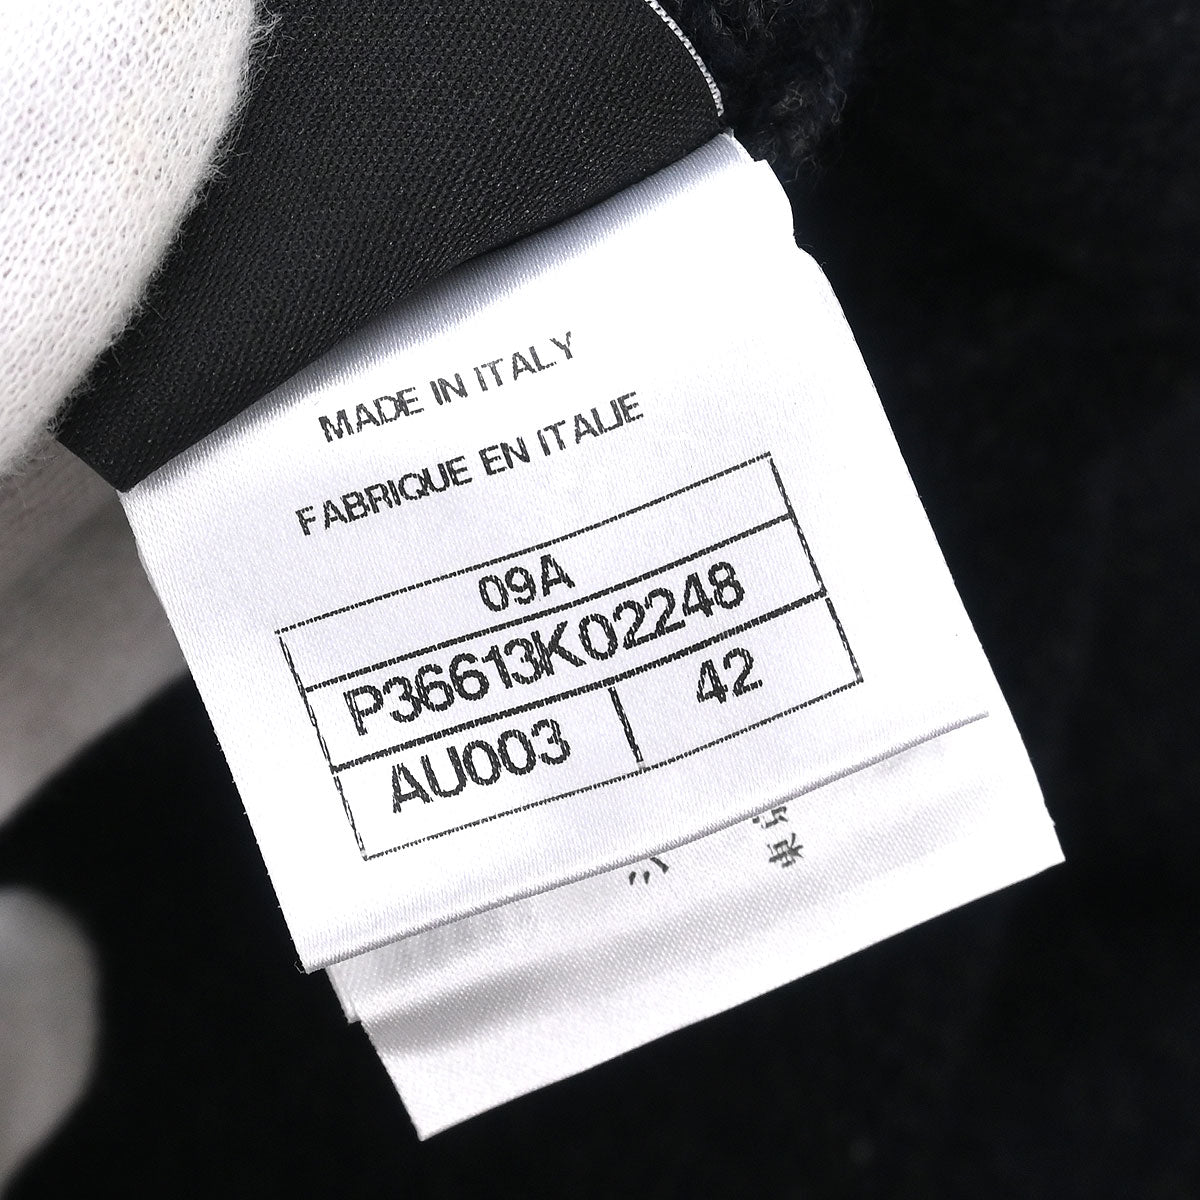 MADE IN ITALY
FABRIQUE EN ITALIE
09A
P36613K02248
AU003 42